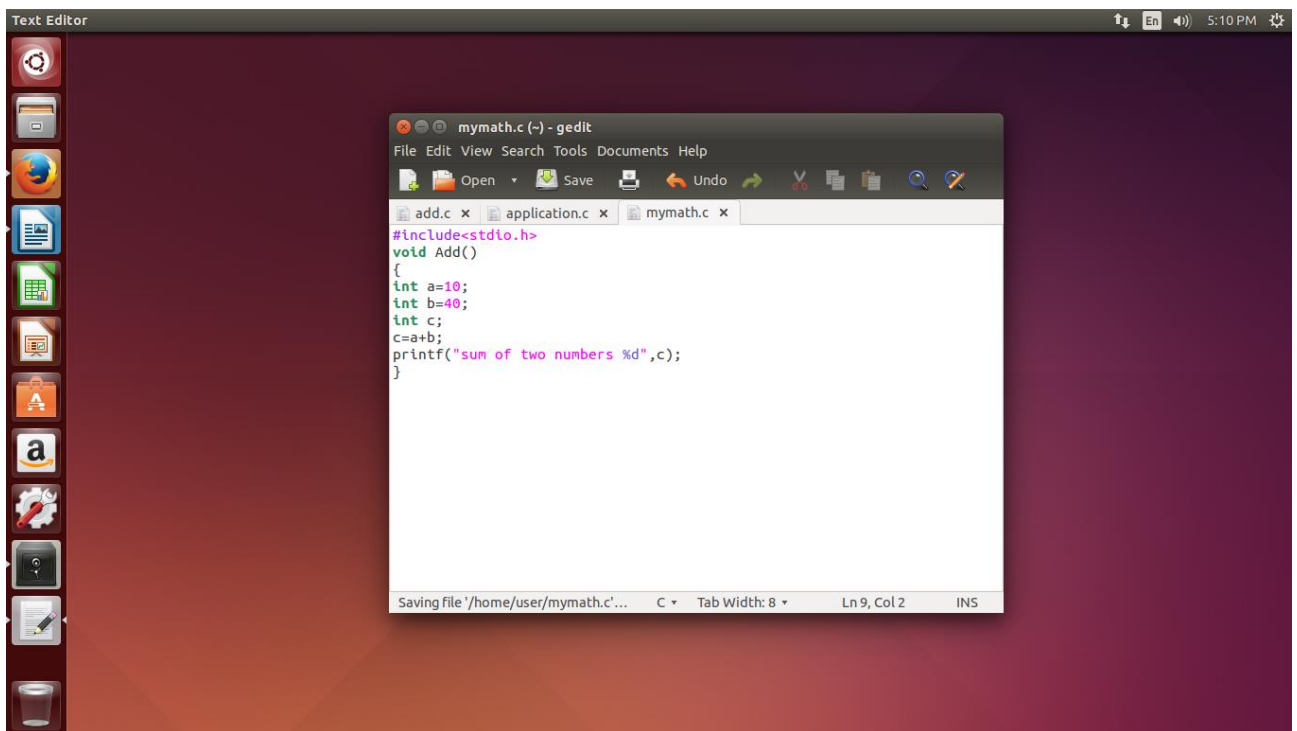 Text Editor En 5:10 PM
mymath.c (~) - gedit
File Edit View Search Tools Documents Help
Open Save Undo
add.c × application.c × mymath.c ×
#include<stdio.h>
void Add()
{
int a=10;
int b=40;
int c;
c=a+b;
printf("sum of two numbers %d",c);
}
a
Saving file '/home/user/mymath.c'... C Tab Width: 8 Ln 9, Col 2 INS